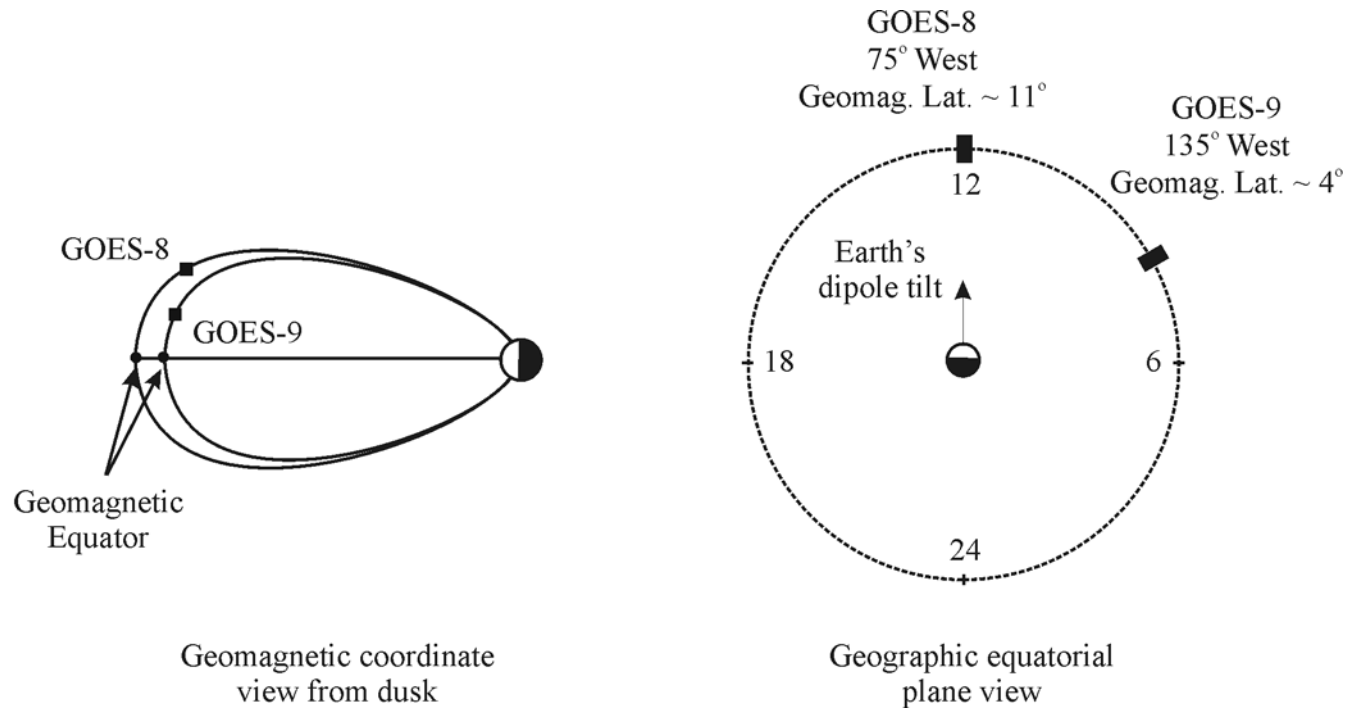 GOES-8
GOES-9
Geomagnetic
Equator
Geomagnetic coordinate
view from dusk
GOES-8
75° West
Geomag. Lat. ~ 11°
GOES-9
135° West
Geomag. Lat. ~ 4°
12
Earth's
dipole tilt
18
6
24
Geographic equatorial
plane view